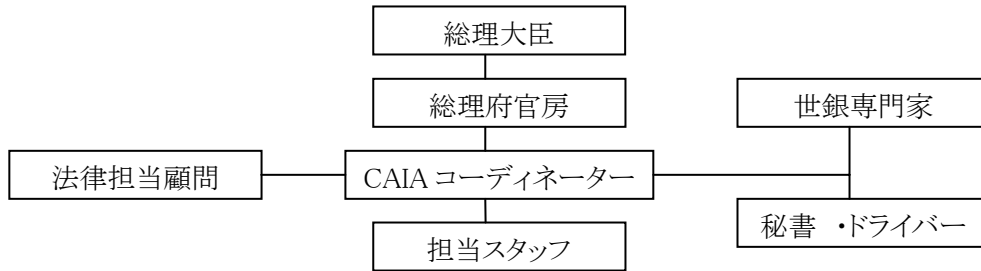 総理大臣
総理府官房
世銀専門家
法律担当顧問
CAIA コーディネーター
秘書 ・ドライバー
担当スタッフ